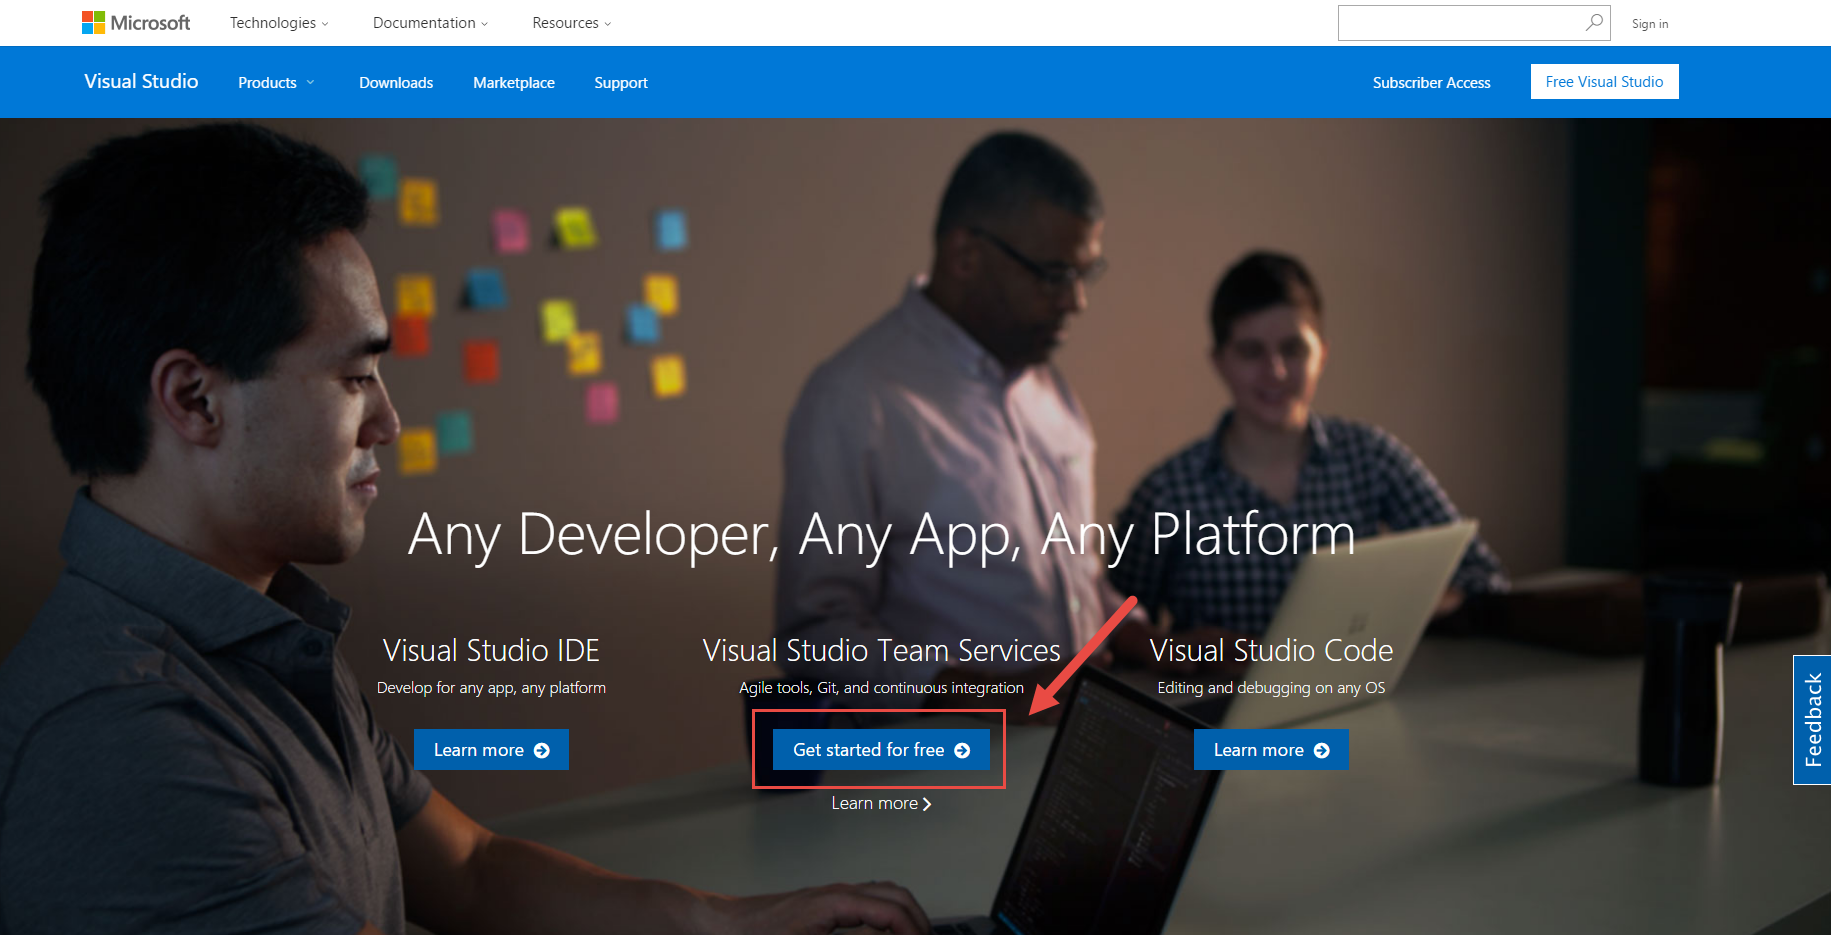 Microsoft Technologies Documentation Resources Sign in
Visual Studio Products Downloads Marketplace Support Subscriber Access Free Visual Studio
Any Developer, Any App, Any Platform
Visual Studio IDE
Develop for any app, any platform
Learn more
Visual Studio Team Services
Agile tools, Git, and continuous integration
Get started for free
Learn more
Visual Studio Code
Editing and debugging on any OS
Learn more
Feedback